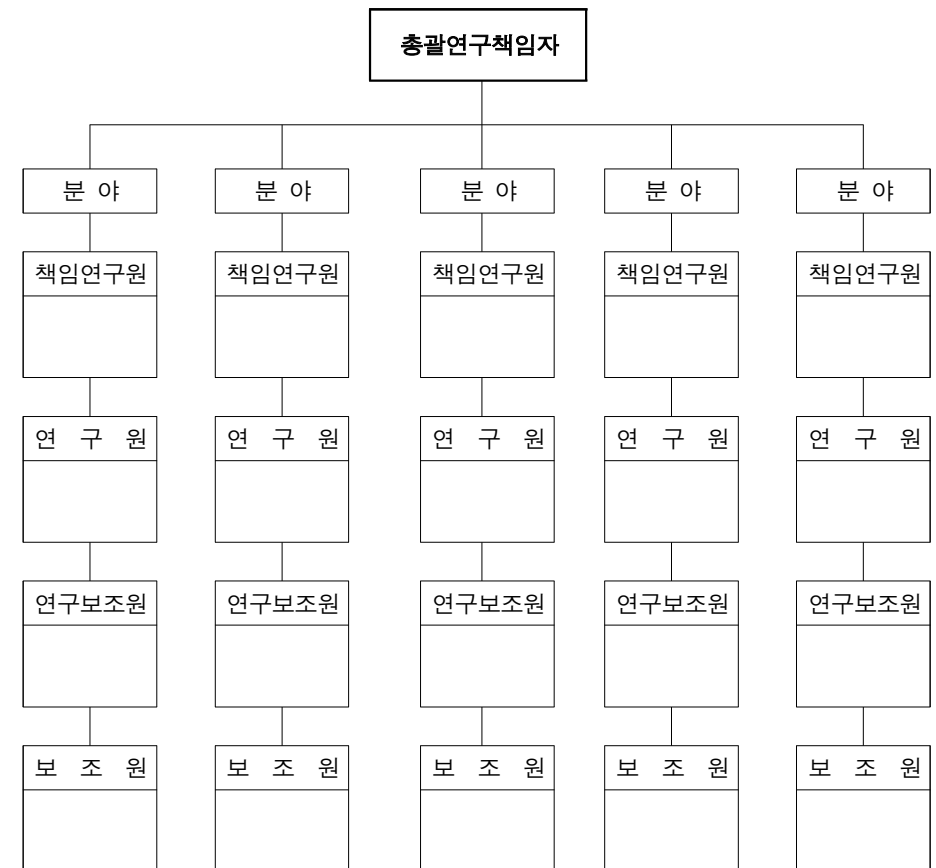 총괄연구책임자
분 야 분 야 분 야 분 야 분 야
책임연구원 책임연구원 책임연구원 책임연구원 책임연구원
연 구 원 연 구 원 연 구 원 연 구 원 연 구 원
연구보조원 연구보조원 연구보조원 연구보조원 연구보조원
보 조 원 보 조 원 보 조 원 보 조 원 보 조 원